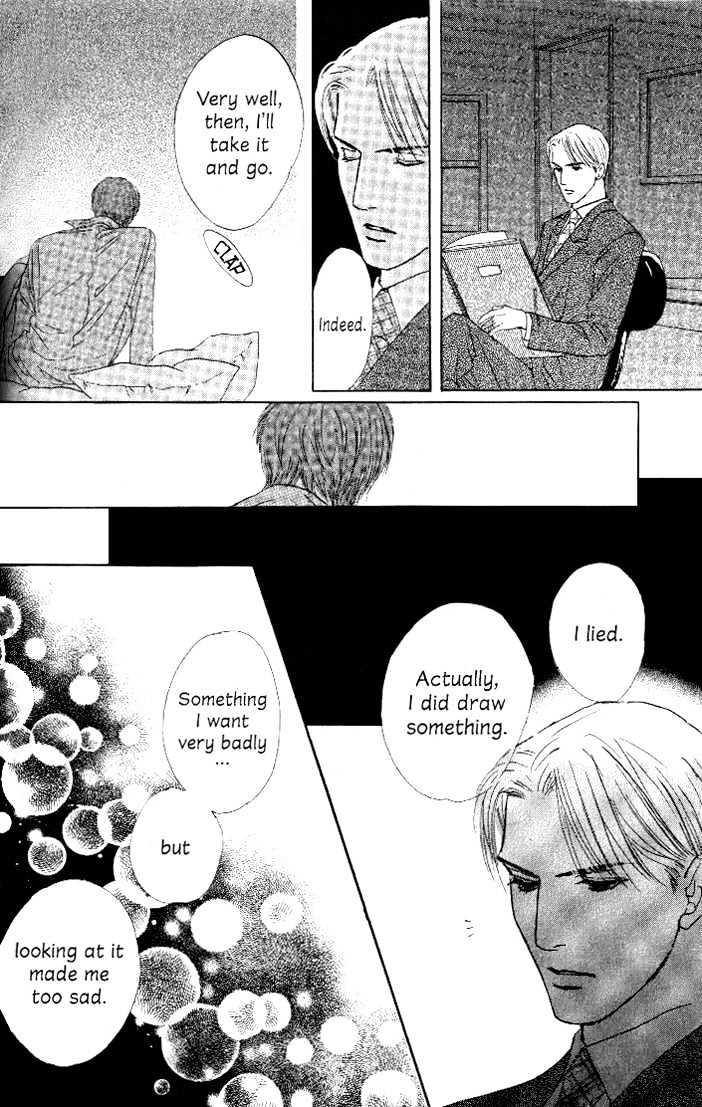 Indeed.
Very well,
then, I'll
take it
and go.
CLAP
I lied.
Actually,
I did draw
something.
Something
I want
very badly
...
but
looking at it
made me
too sad.